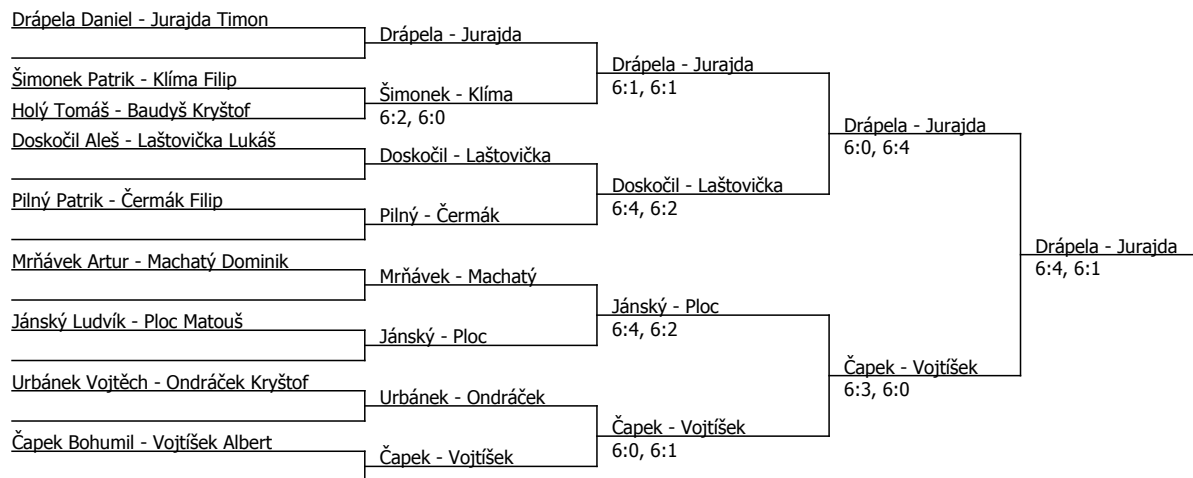 Drápela Daniel - Jurajda Timon
Šimonek Patrik - Klíma Filip
Holý Tomáš - Baudyš Kryštof
Doskočil Aleš - Laštovička Lukáš
Pilný Patrik - Čermák Filip
Mrňávek Artur - Machatý Dominik
Jánský Ludvík - Ploc Matouš
Urbánek Vojtěch - Ondráček Kryštof
Čapek Bohumil - Vojtíšek Albert
Drápela - Jurajda
Šimonek - Klíma
6:2, 6:0
Doskočil - Laštovička
Pilný - Čermák
Mrňávek - Machatý
Jánský - Ploc
Urbánek - Ondráček
Čapek - Vojtíšek
Drápela - Jurajda
6:1, 6:1
Doskočil - Laštovička
6:4, 6:2
Jánský - Ploc
6:4, 6:2
Čapek - Vojtíšek
6:0, 6:1
Drápela - Jurajda
6:0, 6:4
Čapek - Vojtíšek
6:3, 6:0
Drápela - Jurajda
6:4, 6:1